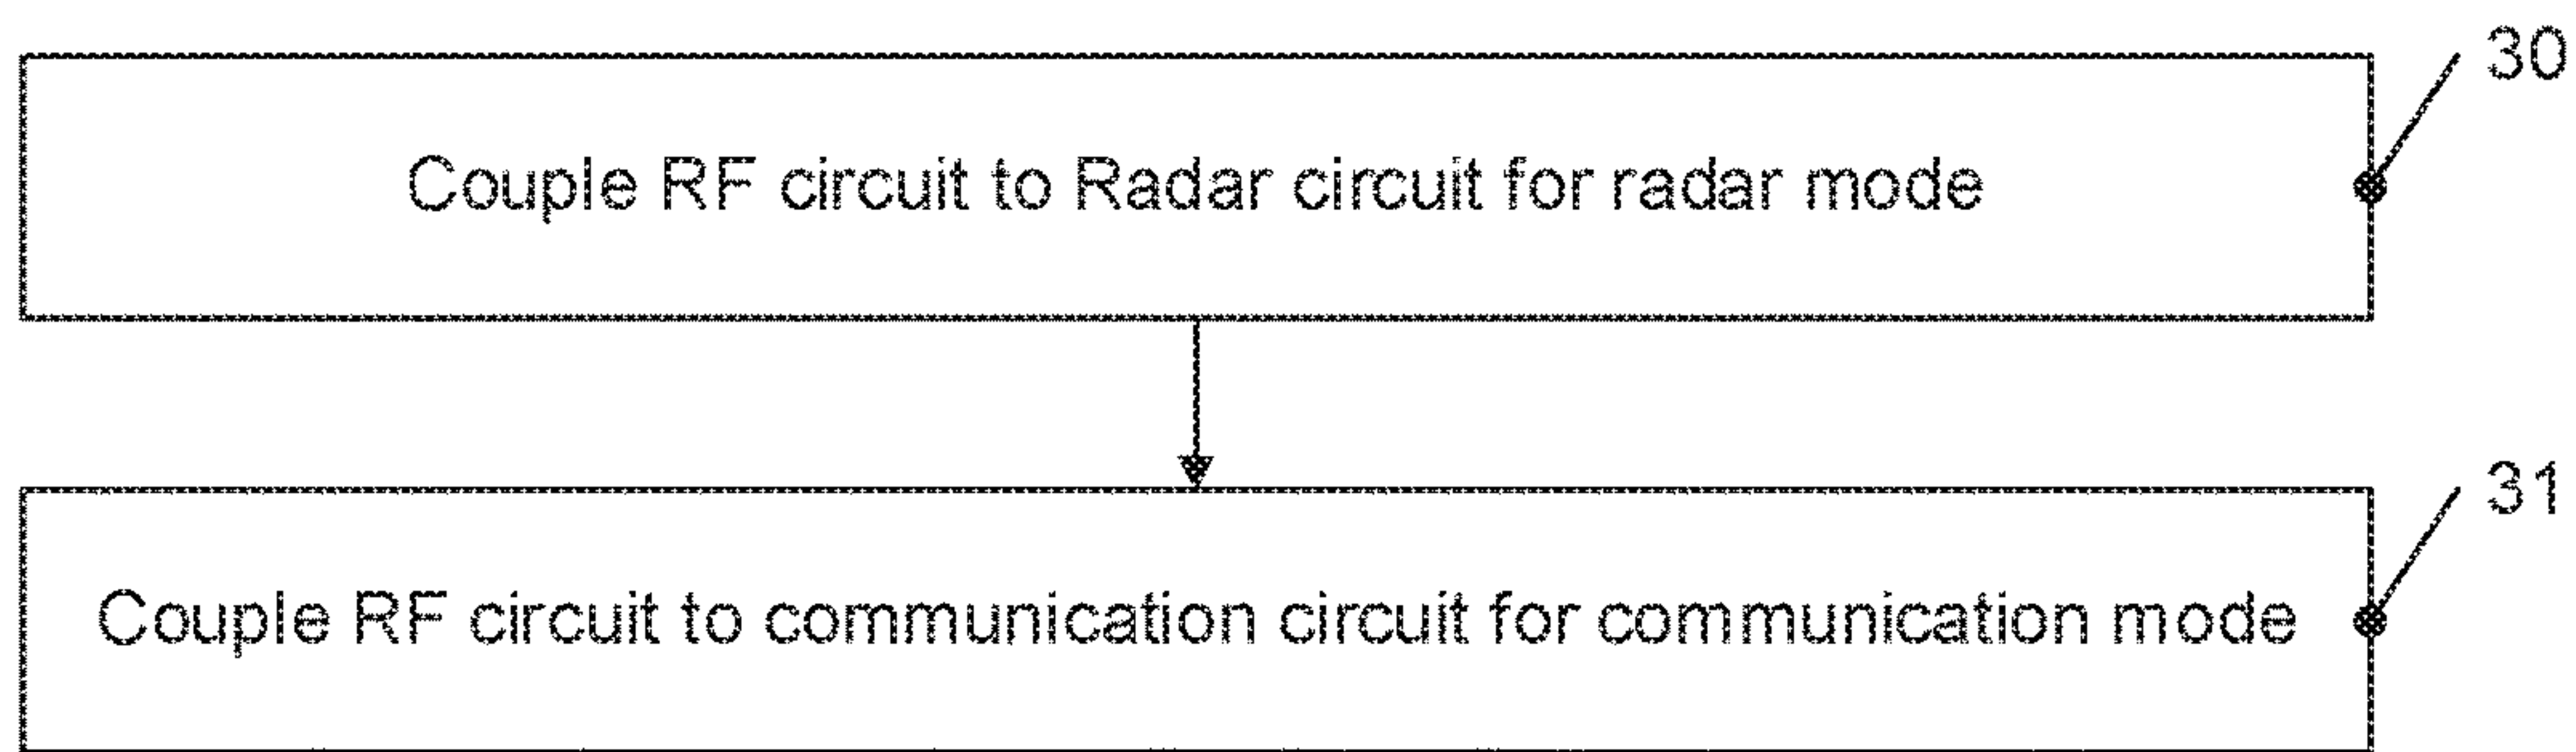 30
Couple RF circuit to Radar circuit for radar mode
31
Couple RF circuit to communication circuit for communication mode